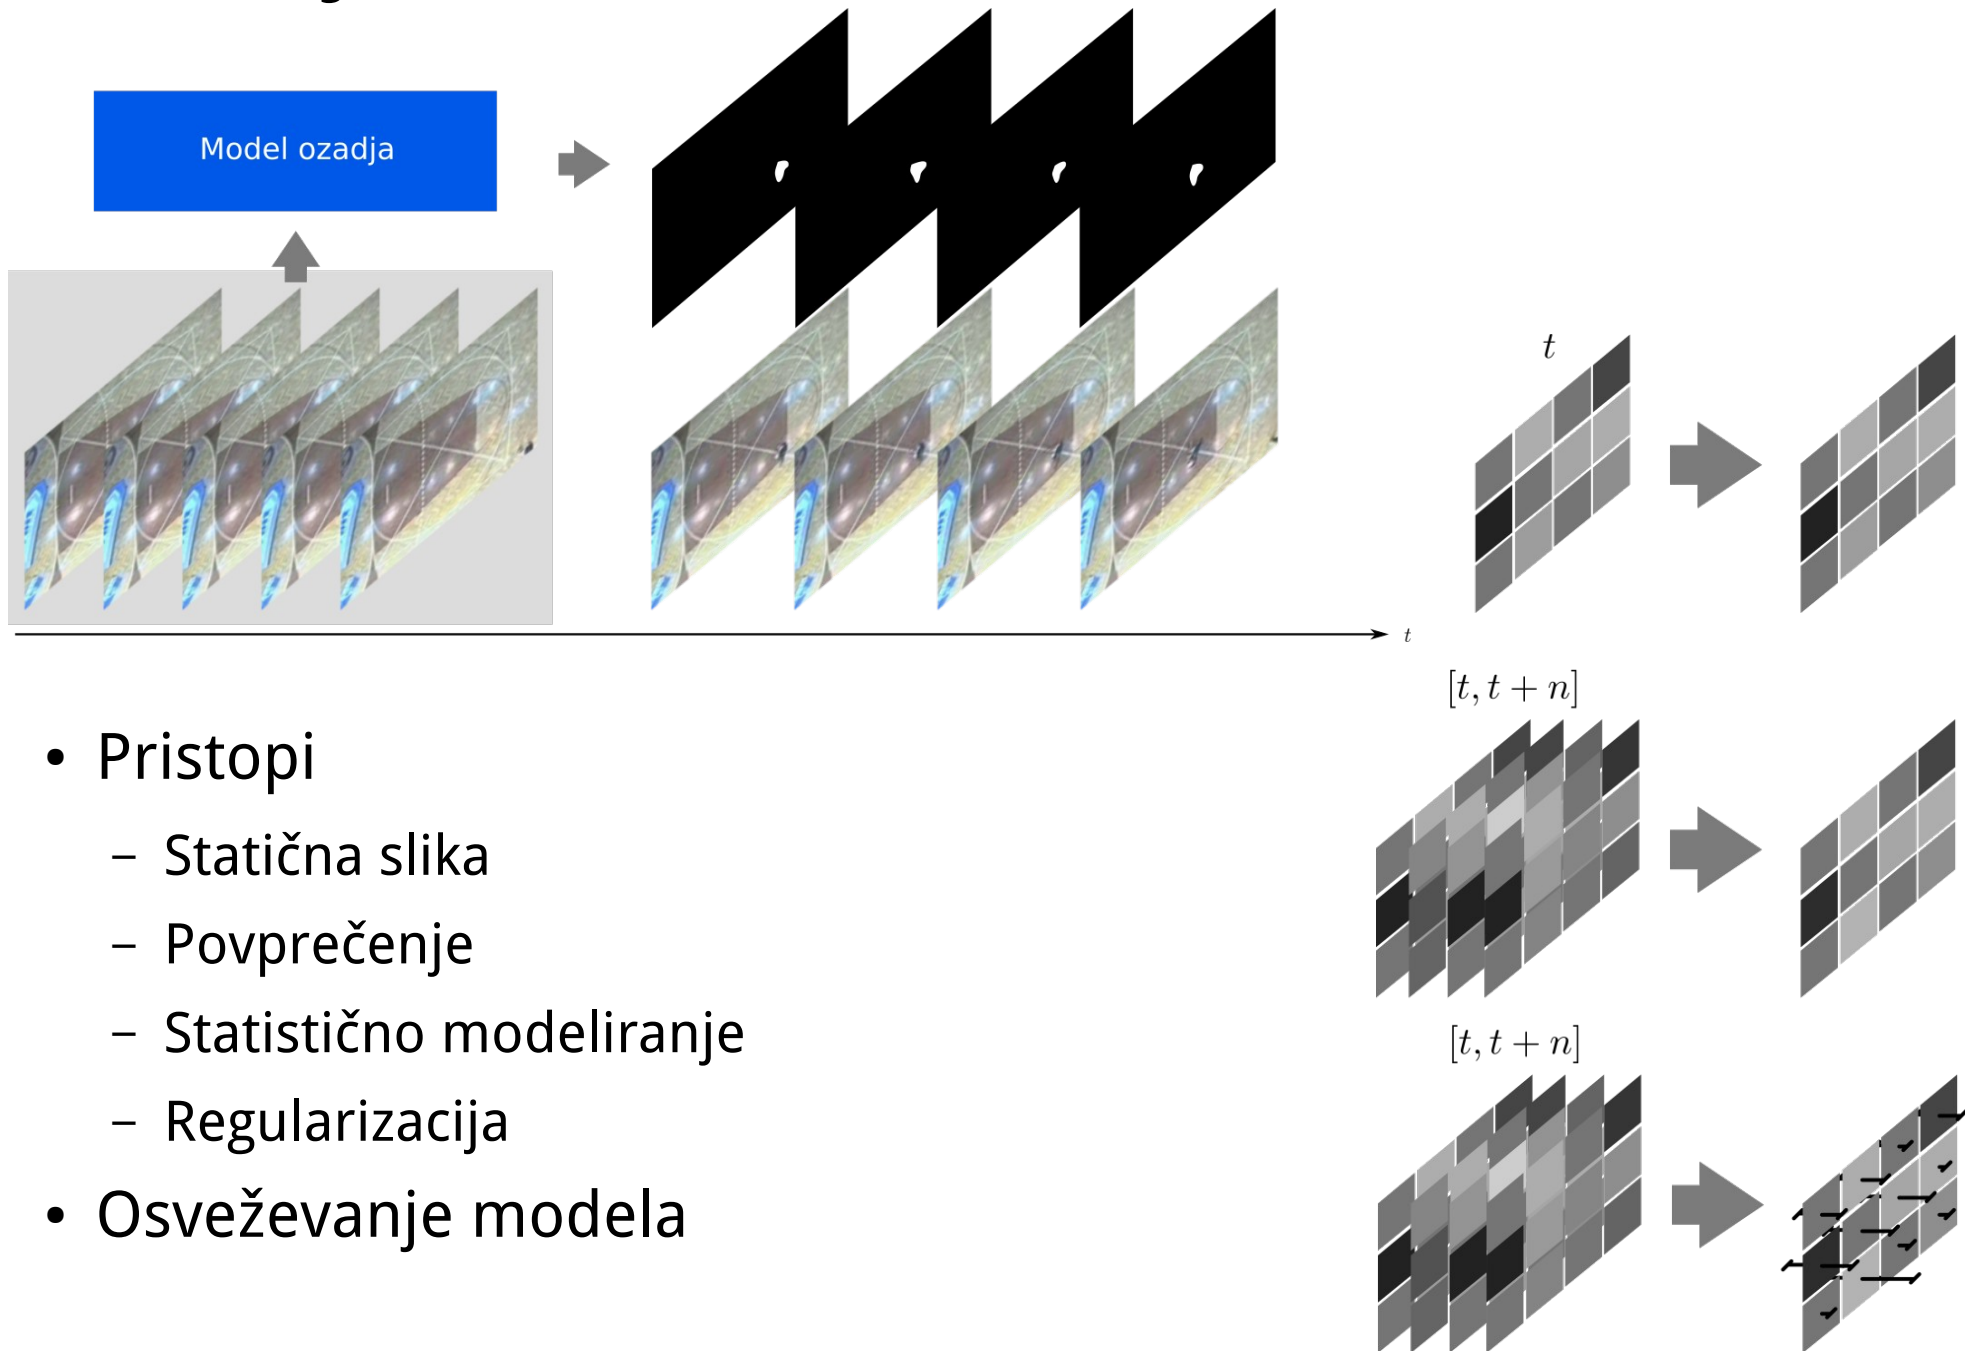 Model ozadja
t
t
[t, t + n]
[t, t + n]
• Pristopi
– Statična slika
– Povprečenje
– Statistično modeliranje
– Regularizacija
• Osveževanje modela